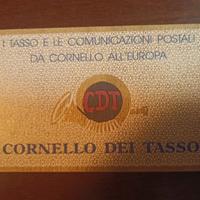 I TASSO E LE COMUNICAZIONI POSTALI
DA CORNELLO ALL'EUROPA
CDT
CORNELLO DEI TASSO